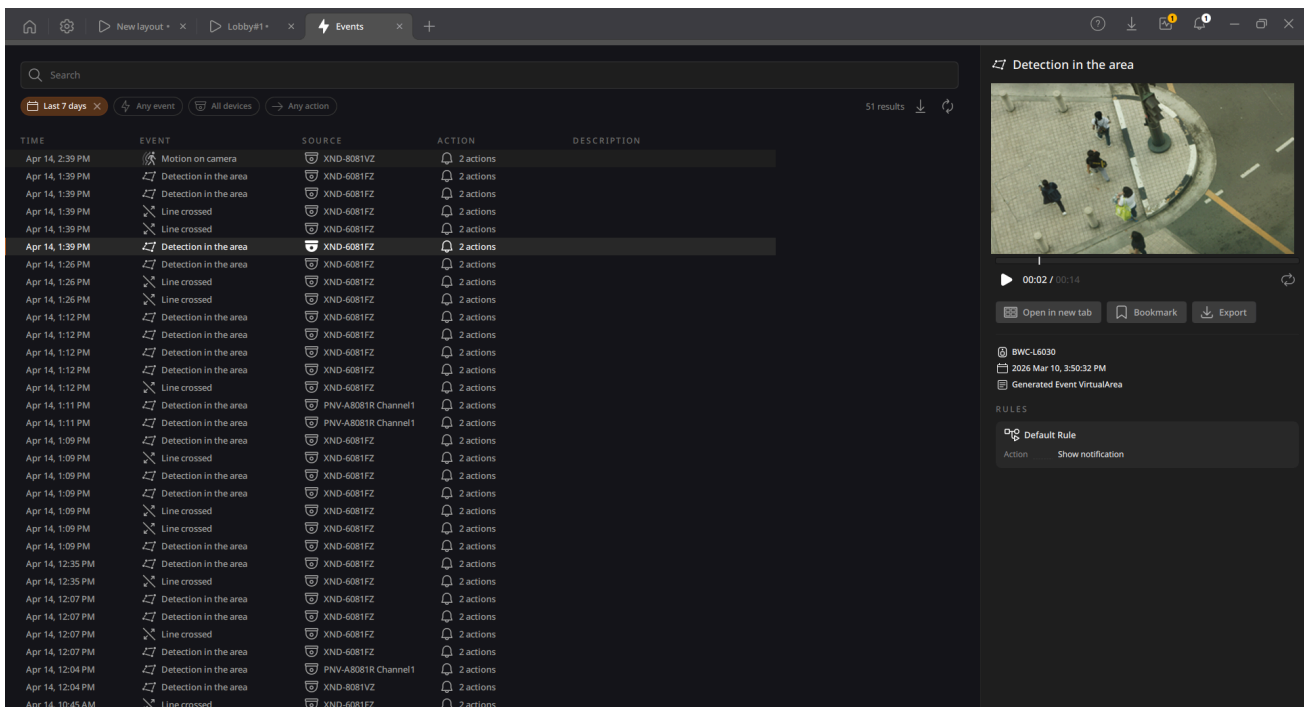 New layout • Lobby#1 • Events
Search
Last 7 days Any event All devices Any action 51 results
TIME EVENT SOURCE ACTION DESCRIPTION
Apr 14, 2:39 PM Motion on camera XND-8081VZ 2 actions
Apr 14, 1:39 PM Detection in the area XND-6081FZ 2 actions
Apr 14, 1:39 PM Detection in the area XND-6081FZ 2 actions
Apr 14, 1:39 PM Line crossed XND-6081FZ 2 actions
Apr 14, 1:39 PM Line crossed XND-6081FZ 2 actions
Apr 14, 1:39 PM Detection in the area XND-6081FZ 2 actions
Apr 14, 1:26 PM Detection in the area XND-6081FZ 2 actions
Apr 14, 1:26 PM Line crossed XND-6081FZ 2 actions
Apr 14, 1:26 PM Line crossed XND-6081FZ 2 actions
Apr 14, 1:12 PM Detection in the area XND-6081FZ 2 actions
Apr 14, 1:12 PM Detection in the area XND-6081FZ 2 actions
Apr 14, 1:12 PM Detection in the area XND-6081FZ 2 actions
Apr 14, 1:12 PM Detection in the area XND-6081FZ 2 actions
Apr 14, 1:12 PM Line crossed XND-6081FZ 2 actions
Apr 14, 1:11 PM Detection in the area PNV-A8081R Channel1 2 actions
Apr 14, 1:11 PM Detection in the area PNV-A8081R Channel1 2 actions
Apr 14, 1:09 PM Detection in the area XND-6081FZ 2 actions
Apr 14, 1:09 PM Line crossed XND-6081FZ 2 actions
Apr 14, 1:09 PM Detection in the area XND-6081FZ 2 actions
Apr 14, 1:09 PM Detection in the area XND-6081FZ 2 actions
Apr 14, 1:09 PM Line crossed XND-6081FZ 2 actions
Apr 14, 1:09 PM Line crossed XND-6081FZ 2 actions
Apr 14, 1:09 PM Detection in the area XND-6081FZ 2 actions
Apr 14, 12:35 PM Detection in the area XND-6081FZ 2 actions
Apr 14, 12:35 PM Line crossed XND-6081FZ 2 actions
Apr 14, 12:07 PM Detection in the area XND-6081FZ 2 actions
Apr 14, 12:07 PM Detection in the area XND-6081FZ 2 actions
Apr 14, 12:07 PM Line crossed XND-6081FZ 2 actions
Apr 14, 12:07 PM Detection in the area XND-6081FZ 2 actions
Apr 14, 12:04 PM Detection in the area PNV-A8081R Channel1 2 actions
Apr 14, 12:04 PM Detection in the area XND-8081VZ 2 actions
Apr 14, 10:45 AM Line crossed XND-6081FZ 2 actions
? 1 1
Detection in the area
00:02 / 00:14
Open in new tab Bookmark Export
BWC-L6030
2026 Mar 10, 3:50:32 PM
Generated Event VirtualArea
RULES
Default Rule
Action Show notification